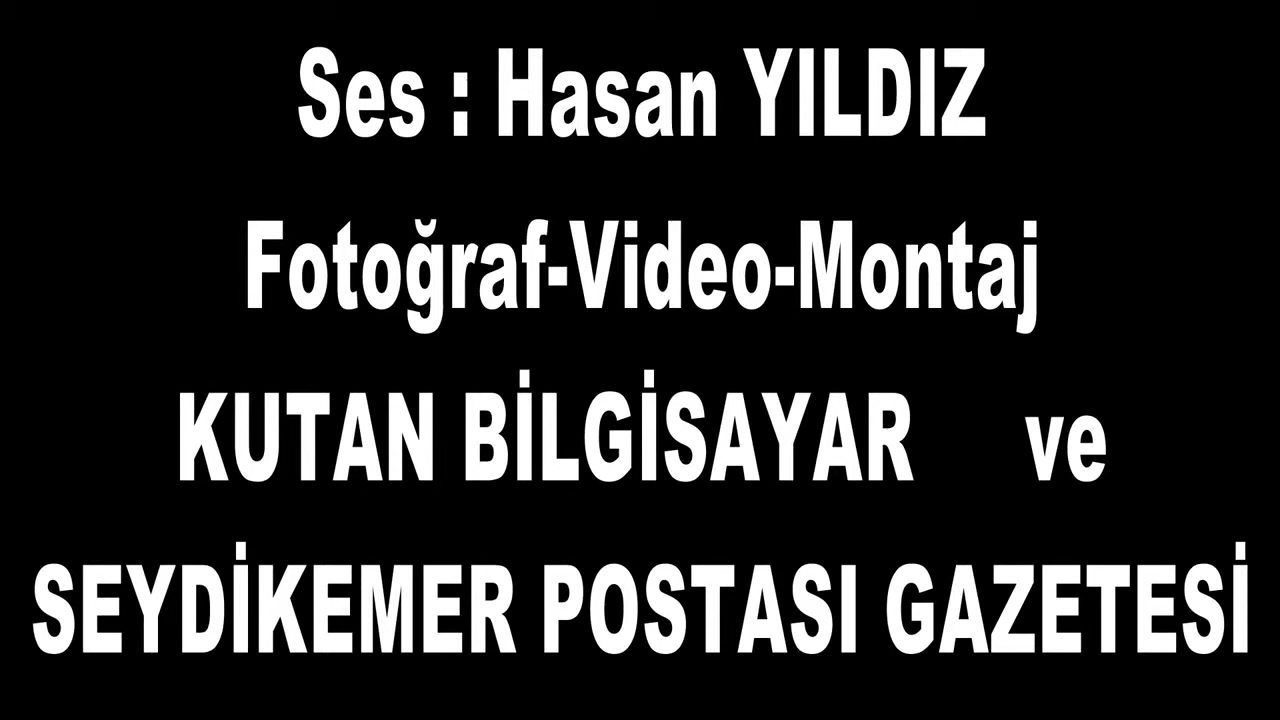 Ses : Hasan YILDIZ
Fotoğraf-Video-Montaj
KUTAN BİLGİSAYAR ve
SEYDİKEMER POSTASI GAZETESİ